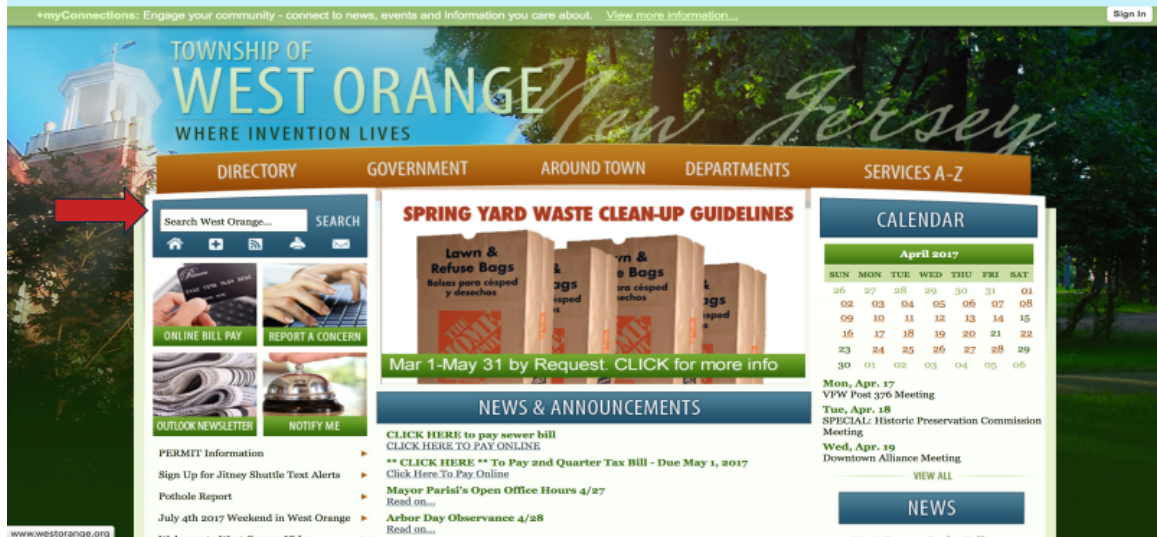 +myConnections: Engage your community - connect to news, events and information you care about. View more information...
Sign In
TOWNSHIP OF
WEST ORANGE
New Jersey
WHERE INVENTION LIVES
DIRECTORY GOVERNMENT AROUND TOWN DEPARTMENTS SERVICES A-Z
Search West Orange... SEARCH
ONLINE BILL PAY
REPORT A CONCERN
OUTLOOK NEWSLETTER
NOTIFY ME
PERMIT Information
Sign Up for Jitney Shuttle Text Alerts
Pothole Report
July 4th 2017 Weekend in West Orange
www.westorange.org
SPRING YARD WASTE CLEAN-UP GUIDELINES
Lawn &
Refuse Bags
Bolsas para césped
y desechos
Mar 1-May 31 by Request. CLICK for more info
NEWS & ANNOUNCEMENTS
CLICK HERE to pay sewer bill
CLICK HERE TO PAY ONLINE
** CLICK HERE ** To Pay 2nd Quarter Tax Bill - Due May 1, 2017
Click Here To Pay Online
Mayor Parisi's Open Office Hours 4/27
Read on...
Arbor Day Observance 4/28
Read on...
CALENDAR
April 2017
SUN MON TUE WED THU FRI SAT
26 27 28 29 30 31 01
02 03 04 05 06 07 08
09 10 11 12 13 14 15
16 17 18 19 20 21 22
23 24 25 26 27 28 29
30 01 02 03 04 05 06
Mon, Apr. 17
VFW Post 376 Meeting
Tue, Apr. 18
SPECIAL: Historic Preservation Commission
Meeting
Wed, Apr. 19
Downtown Alliance Meeting
VIEW ALL
NEWS